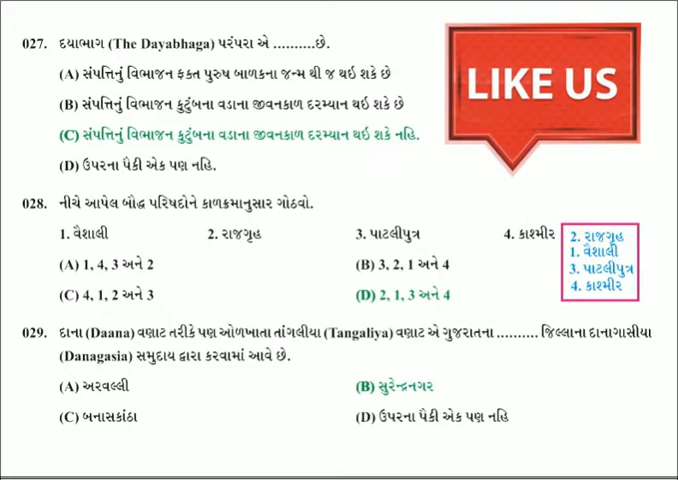 027. દયાભાગ (The Dayabhaga) પરંપરા એ ..........છે.
(A) સંપત્તિનું વિભાજન ફક્ત પુરુષ બાળકના જન્મ થી જ થઇ શકે છે
(B) સંપત્તિનું વિભાજન કુટુંબના વડાના જીવનકાળ દરમ્યાન થઇ શકે છે
(C) સંપત્તિનું વિભાજન કુટુંબના વડાના જીવનકાળ દરમ્યાન થઇ શકે નહિ.
(D) ઉપરના પૈકી એક પણ નહિ.
LIKE US
028. નીચે આપેલ બૌદ્ધ પરિષદોને કાળક્રમાનુસાર ગોઠવો.
1. વૈશાલી 2. રાજગૃહ 3. પાટલીપુત્ર 4. કાશ્મીર
(A) 1, 4, 3 અને 2 (B) 3, 2, 1 અને 4
(C) 4, 1, 2 અને 3 (D) 2, 1, 3 અને 4
2. રાજગૃહ
1. વૈશાલી
3. પાટલીપુત્ર
4. કાશ્મીર
029. દાના (Daana) વણાટ તરીકે પણ ઓળખાતા તાંગલીયા (Tangaliya) વણાટ એ ગુજરાતના .......... જિલ્લાના દાનાગાસીયા
(Danagasia) સમુદાય દ્વારા કરવામાં આવે છે.
(A) અરવલ્લી (B) સુરેન્દ્રનગર
(C) બનાસકાંઠા (D) ઉપરના પૈકી એક પણ નહિ